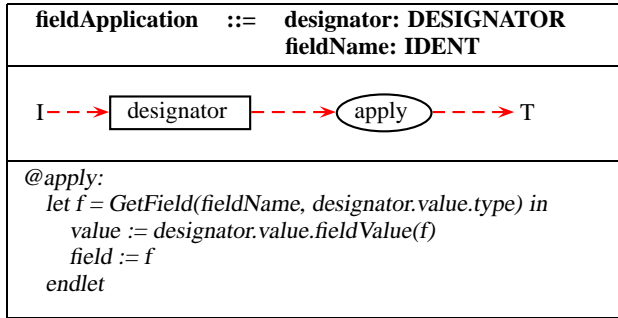 fieldApplication ::= designator: DESIGNATOR
fieldName: IDENT
I designator apply T
@apply:
let f = GetField(fieldName, designator.value.type) in
value := designator.value.fieldValue(f)
field := f
endlet